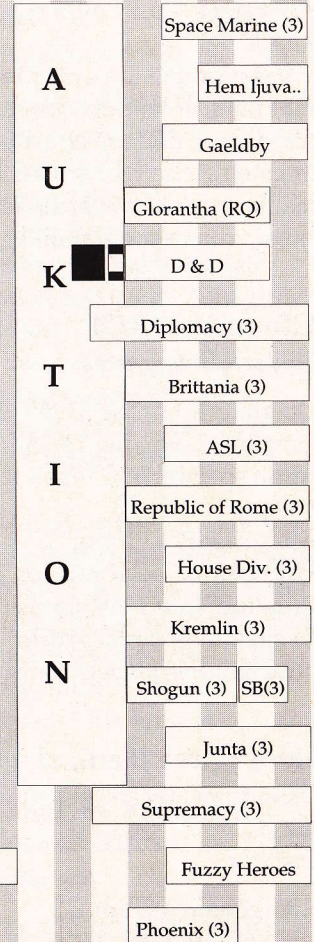 AUKTION
Space Marine (3)
Hem ljuva..
Gaeldby
Glorantha (RQ)
D & D
Diplomacy (3)
Brittania (3)
ASL (3)
Republic of Rome (3)
House Div. (3)
Kremlin (3)
Shogun (3) SB(3)
Junta (3)
Supremacy (3)
Fuzzy Heroes
Phoenix (3)